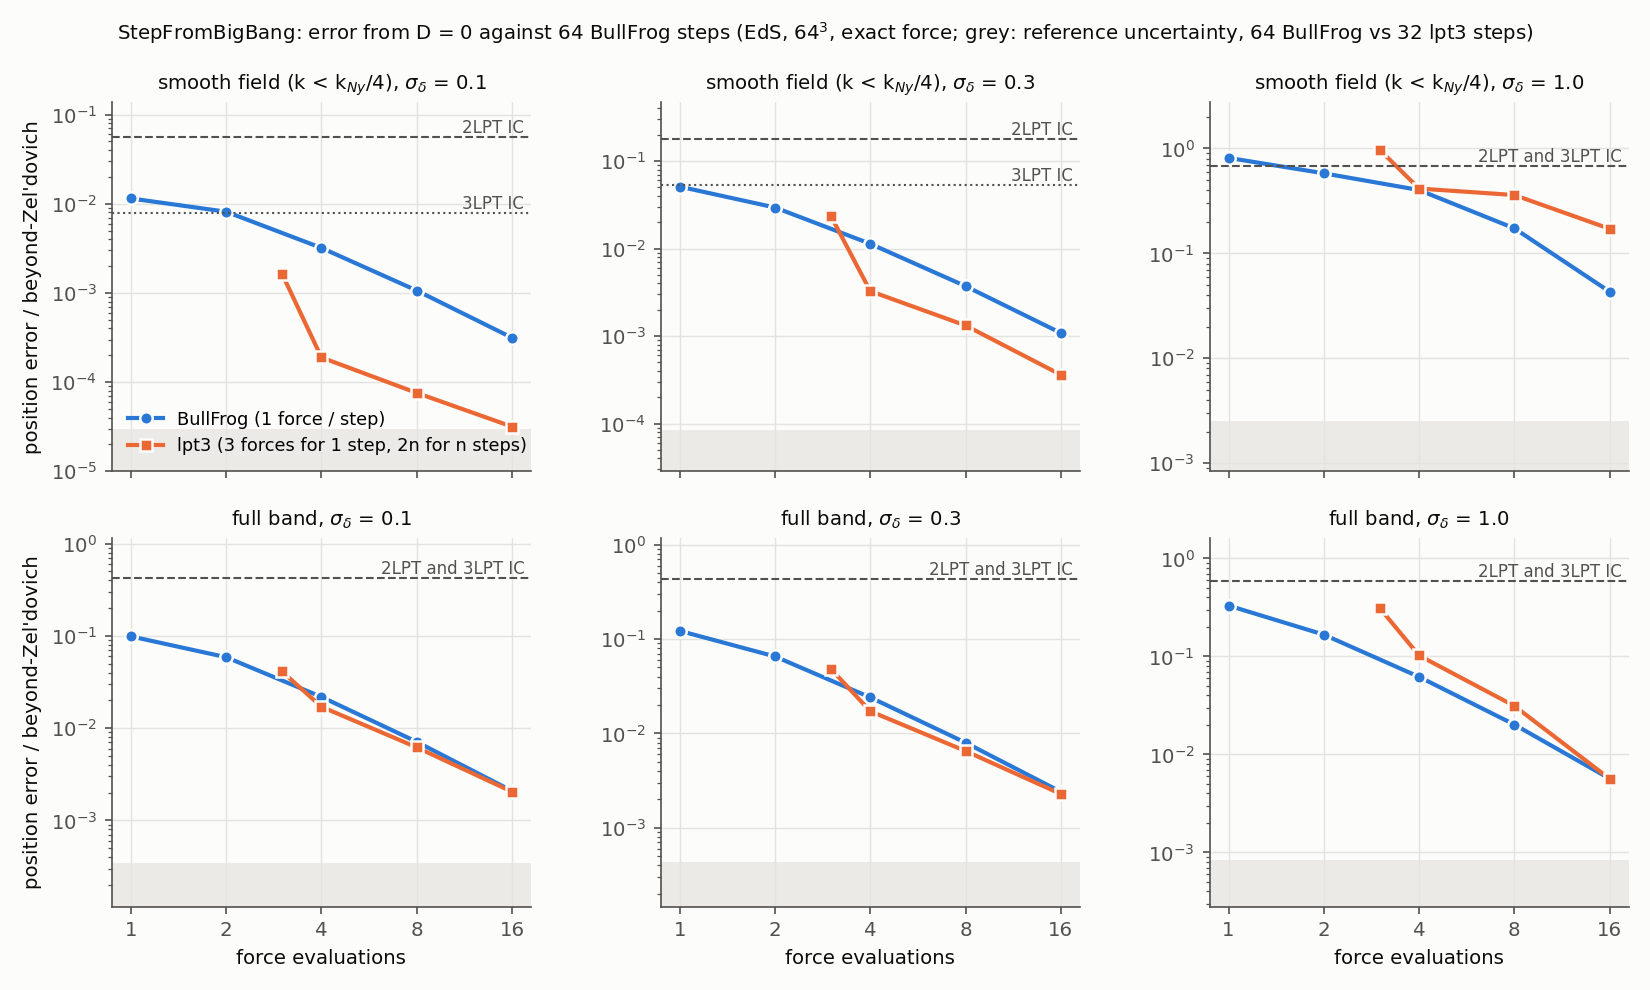 StepFromBigBang: error from D = 0 against 64 BullFrog steps (EdS, 64³, exact force; grey: reference uncertainty, 64 BullFrog vs 32 lpt3 steps)
smooth field (k < k_Ny/4), σ_δ = 0.1
smooth field (k < k_Ny/4), σ_δ = 0.3
smooth field (k < k_Ny/4), σ_δ = 1.0
position error / beyond-Zel'dovich
10⁻¹
10⁻²
10⁻³
10⁻⁴
10⁻⁵
2LPT IC
3LPT IC
BullFrog (1 force / step)
lpt3 (3 forces for 1 step, 2n for n steps)
10⁻¹
10⁻²
10⁻³
10⁻⁴
2LPT IC
3LPT IC
10⁰
10⁻¹
10⁻²
10⁻³
2LPT and 3LPT IC
full band, σ_δ = 0.1
full band, σ_δ = 0.3
full band, σ_δ = 1.0
position error / beyond-Zel'dovich
10⁰
10⁻¹
10⁻²
10⁻³
2LPT and 3LPT IC
1 2 4 8 16
force evaluations
10⁰
10⁻¹
10⁻²
10⁻³
2LPT and 3LPT IC
1 2 4 8 16
force evaluations
10⁰
10⁻¹
10⁻²
10⁻³
2LPT and 3LPT IC
1 2 4 8 16
force evaluations